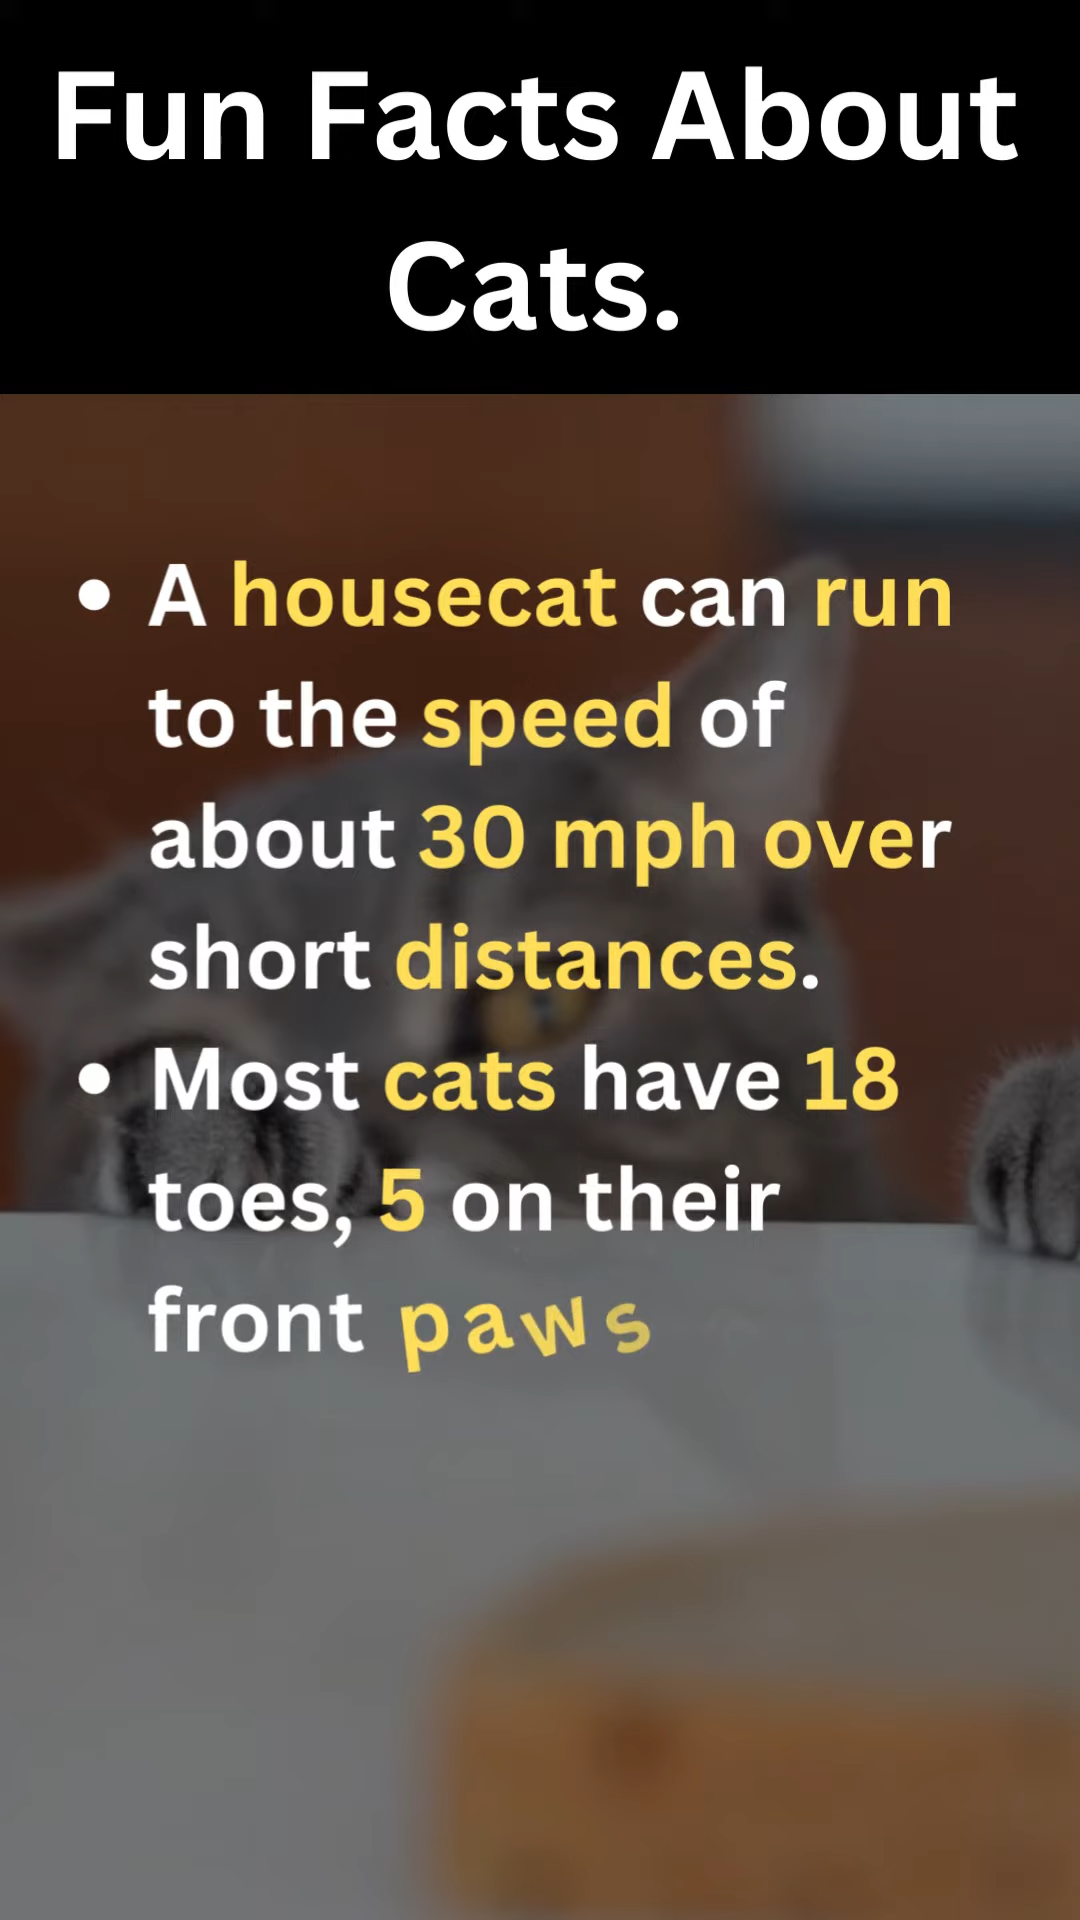 Fun Facts About
Cats.
• A housecat can run
to the speed of
about 30 mph over
short distances.
• Most cats have 18
toes, 5 on their
front paws